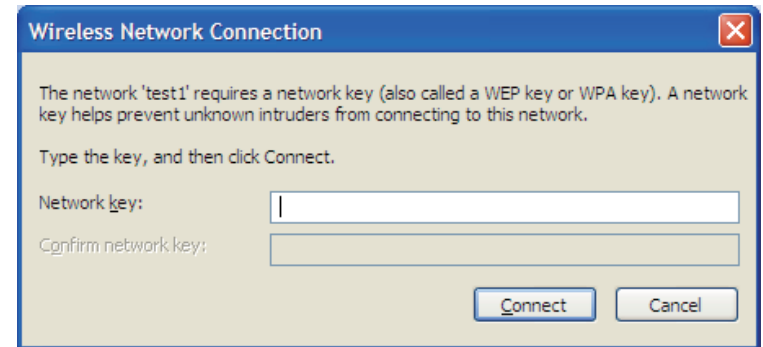 Wireless Network Connection
The network 'test1' requires a network key (also called a WEP key or WPA key). A network
key helps prevent unknown intruders from connecting to this network.
Type the key, and then click Connect.
Network key:
Confirm network key:
Connect Cancel